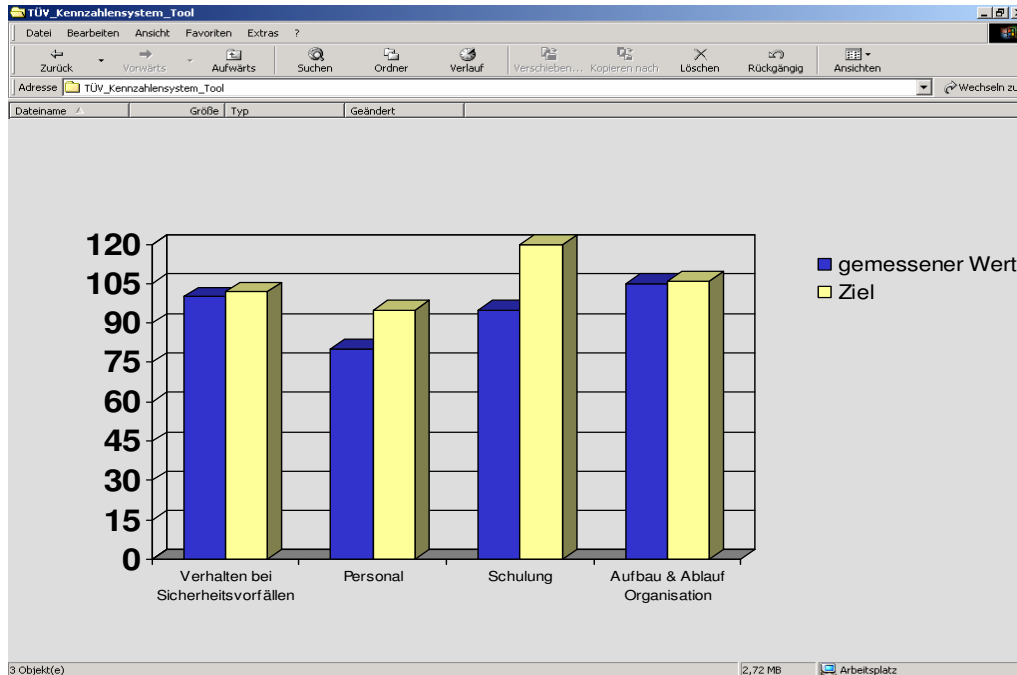 TÜV_Kennzahlensystem_Tool
Datei Bearbeiten Ansicht Favoriten Extras ?
Zurück Vorwärts Aufwärts Suchen Ordner Verlauf Verschieben... Kopieren nach Löschen Rückgängig Ansichten
Adresse TÜV_Kennzahlensystem_Tool Wechseln zu
Dateiname Größe Typ Geändert
120
105
90
75
60
45
30
15
0
gemessener Wert
Ziel
Verhalten bei
Sicherheitsvorfällen
Personal
Schulung
Aufbau & Ablauf
Organisation
3 Objekt(e) 2,72 MB Arbeitsplatz